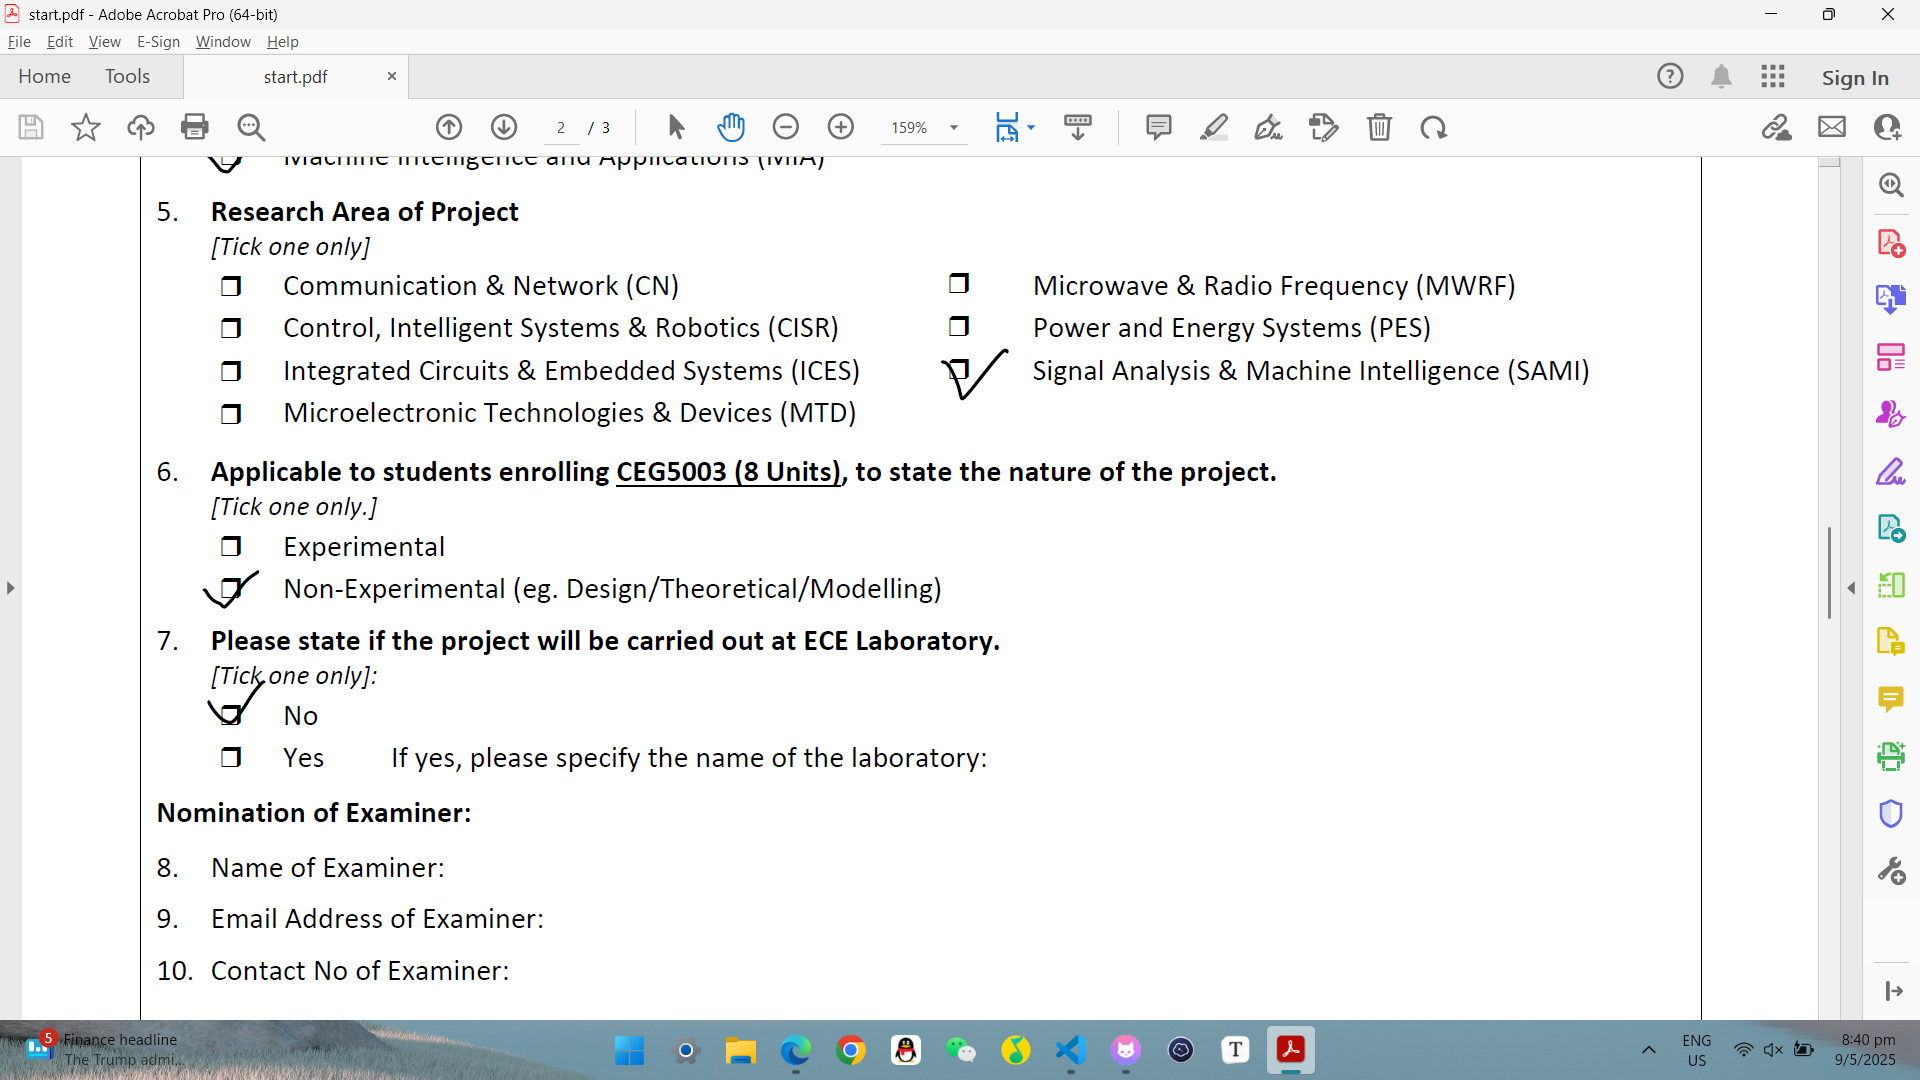 start.pdf - Adobe Acrobat Pro (64-bit)
File Edit View E-Sign Window Help
Home Tools start.pdf Sign In
2 / 3 159%
Machine Intelligence and Applications (MIA)
5. Research Area of Project
[Tick one only]
Communication & Network (CN) Microwave & Radio Frequency (MWRF)
Control, Intelligent Systems & Robotics (CISR) Power and Energy Systems (PES)
Integrated Circuits & Embedded Systems (ICES) Signal Analysis & Machine Intelligence (SAMI)
Microelectronic Technologies & Devices (MTD)
6. Applicable to students enrolling CEG5003 (8 Units), to state the nature of the project.
[Tick one only.]
Experimental
Non-Experimental (eg. Design/Theoretical/Modelling)
7. Please state if the project will be carried out at ECE Laboratory.
[Tick one only]:
No
Yes If yes, please specify the name of the laboratory:
Nomination of Examiner:
8. Name of Examiner:
9. Email Address of Examiner:
10. Contact No of Examiner:
5 Finance headline
The Trump admi...
T
ENG
US
8:40 pm
9/5/2025